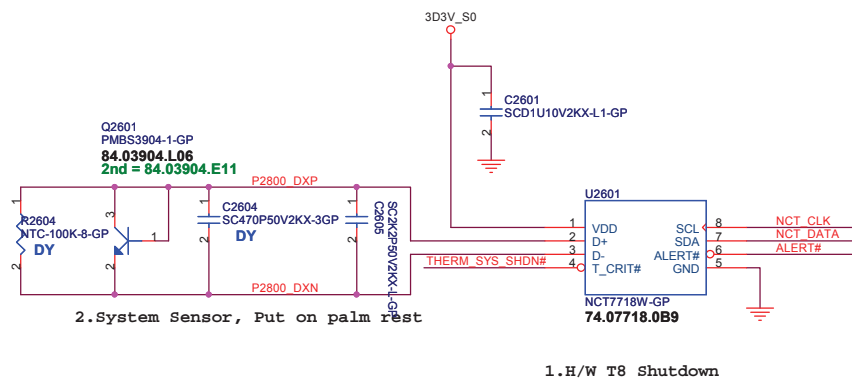 3D3V_S0
1
C2601
SCD1U10V2KX-L1-GP
2
Q2601
PMBS3904-1-GP
84.03904.L06
2nd = 84.03904.E11
P2800_DXP
1
R2604
NTC-100K-8-GP
DY
2
3
1
2
1
C2604
SC470P50V2KX-3GP
DY
2
1
C2605
SC2K2P50V2KX-L-GP
2
P2800_DXN
2.System Sensor, Put on palm rest
THERM_SYS_SHDN#
U2601
1 VDD SCL 8 NCT_CLK
2 D+ SDA 7 NCT_DATA
3 D- ALERT# 6 ALERT#
4 T_CRIT# GND 5
NCT7718W-GP
74.07718.0B9
1.H/W T8 Shutdown